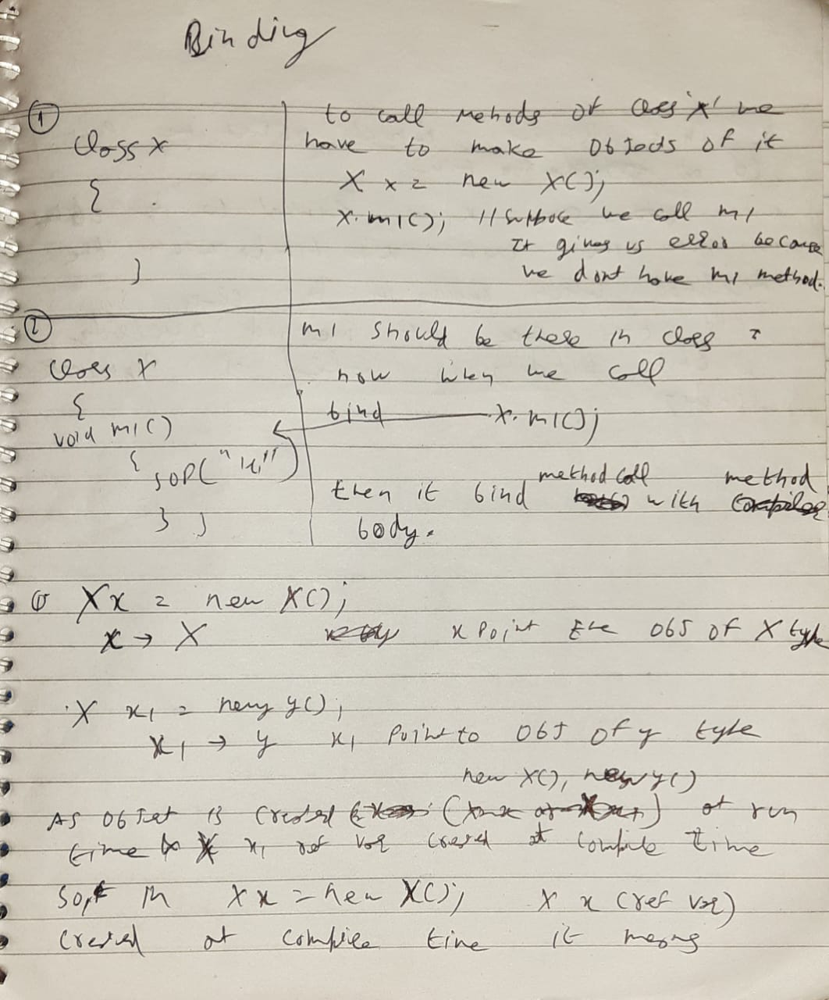 Binding
①
class X
{
}
to call mehods of class 'X' we
have to make Objects of it
X x = new X();
x.m1(); // Suppose we call m1
It gives us error because
we dont have m1 method.
②
class X
{
void m1()
{ SOP("Hi")
} }
m1 should be there in class
now when we call
bind x.m1();
then it bind method call with method
body.
① X x = new X();
x → X x Point the obj of X type
X x1 = new y();
x1 → y x1 Point to obj of y type
new X(), new y()
As object is created at run
time x1 ref var created at compile time
So, in X x = new X(); X x (ref var)
created at compile time it means